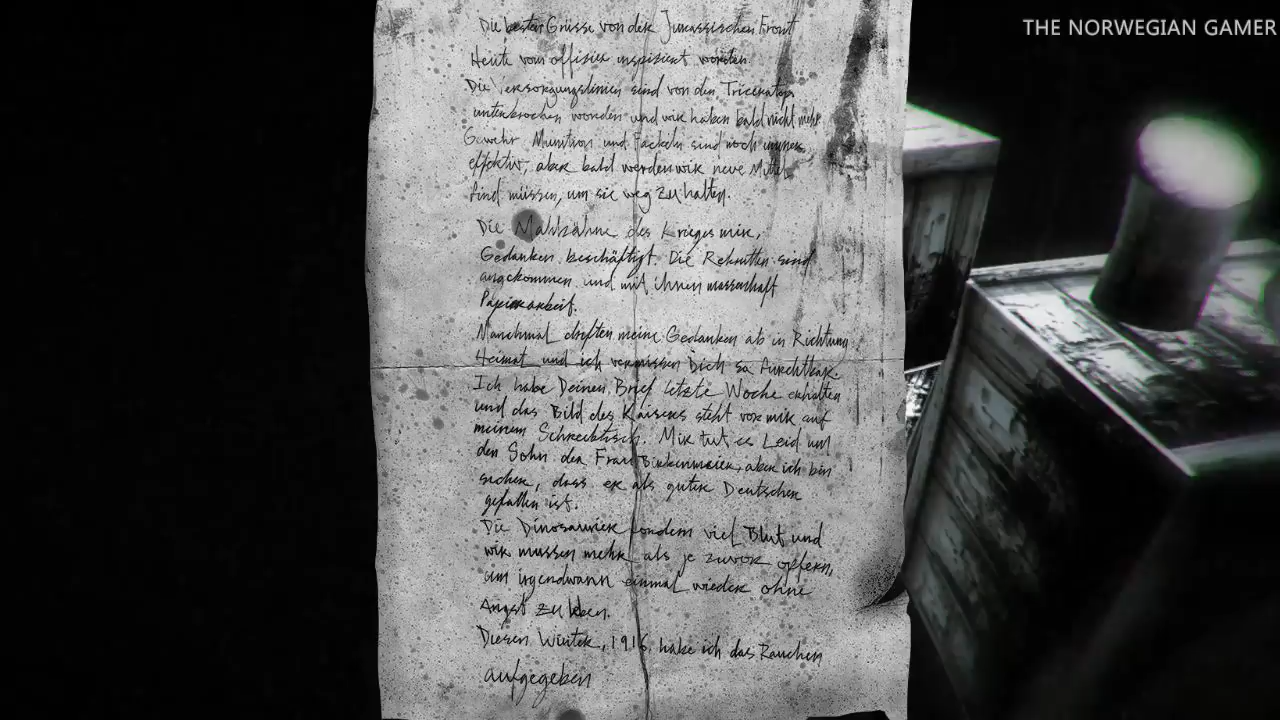 THE NORWEGIAN GAMER
Die besten Grüsse von der Jurassischen Front
Heute vom offizier inspiziert worden.
Die Versorgungslinien sind von den Triceratops
unterbrochen worden und wir haben bald nicht mehr
Gewehr Munition und Fackeln sind noch immer
effektiv, aber bald werden wir neue Mittel
find müssen, um sie weg zu halten.
Die des Krieges mir,
Gedanken beschäftigt. Die Rekrutten sind
angekommen und mit ihnen massenhaft
Papierarbeit.
Manchmal driften meine Gedanken ab in Richtung
Heimat und ich vermissen Dich so furchtbar.
Ich habe Deinen Brief letzte Woche erhalten
und das Bild des Kaisers steht vor mir auf
meinem Schreibtisch. Mir tut es Leid um
den Sohn der Frau Birkenmeier, aber ich bin
sicher, dass er als guter Deutscher
gefallen ist.
Die Dinosaurier fordern viel Blut und
wir mussen mehr als je zuvor opfern,
um irgendwann einmal wieder ohne
Angst zu leben.
Diesen Winter, 1916, habe ich das Rauchen
aufgegeben